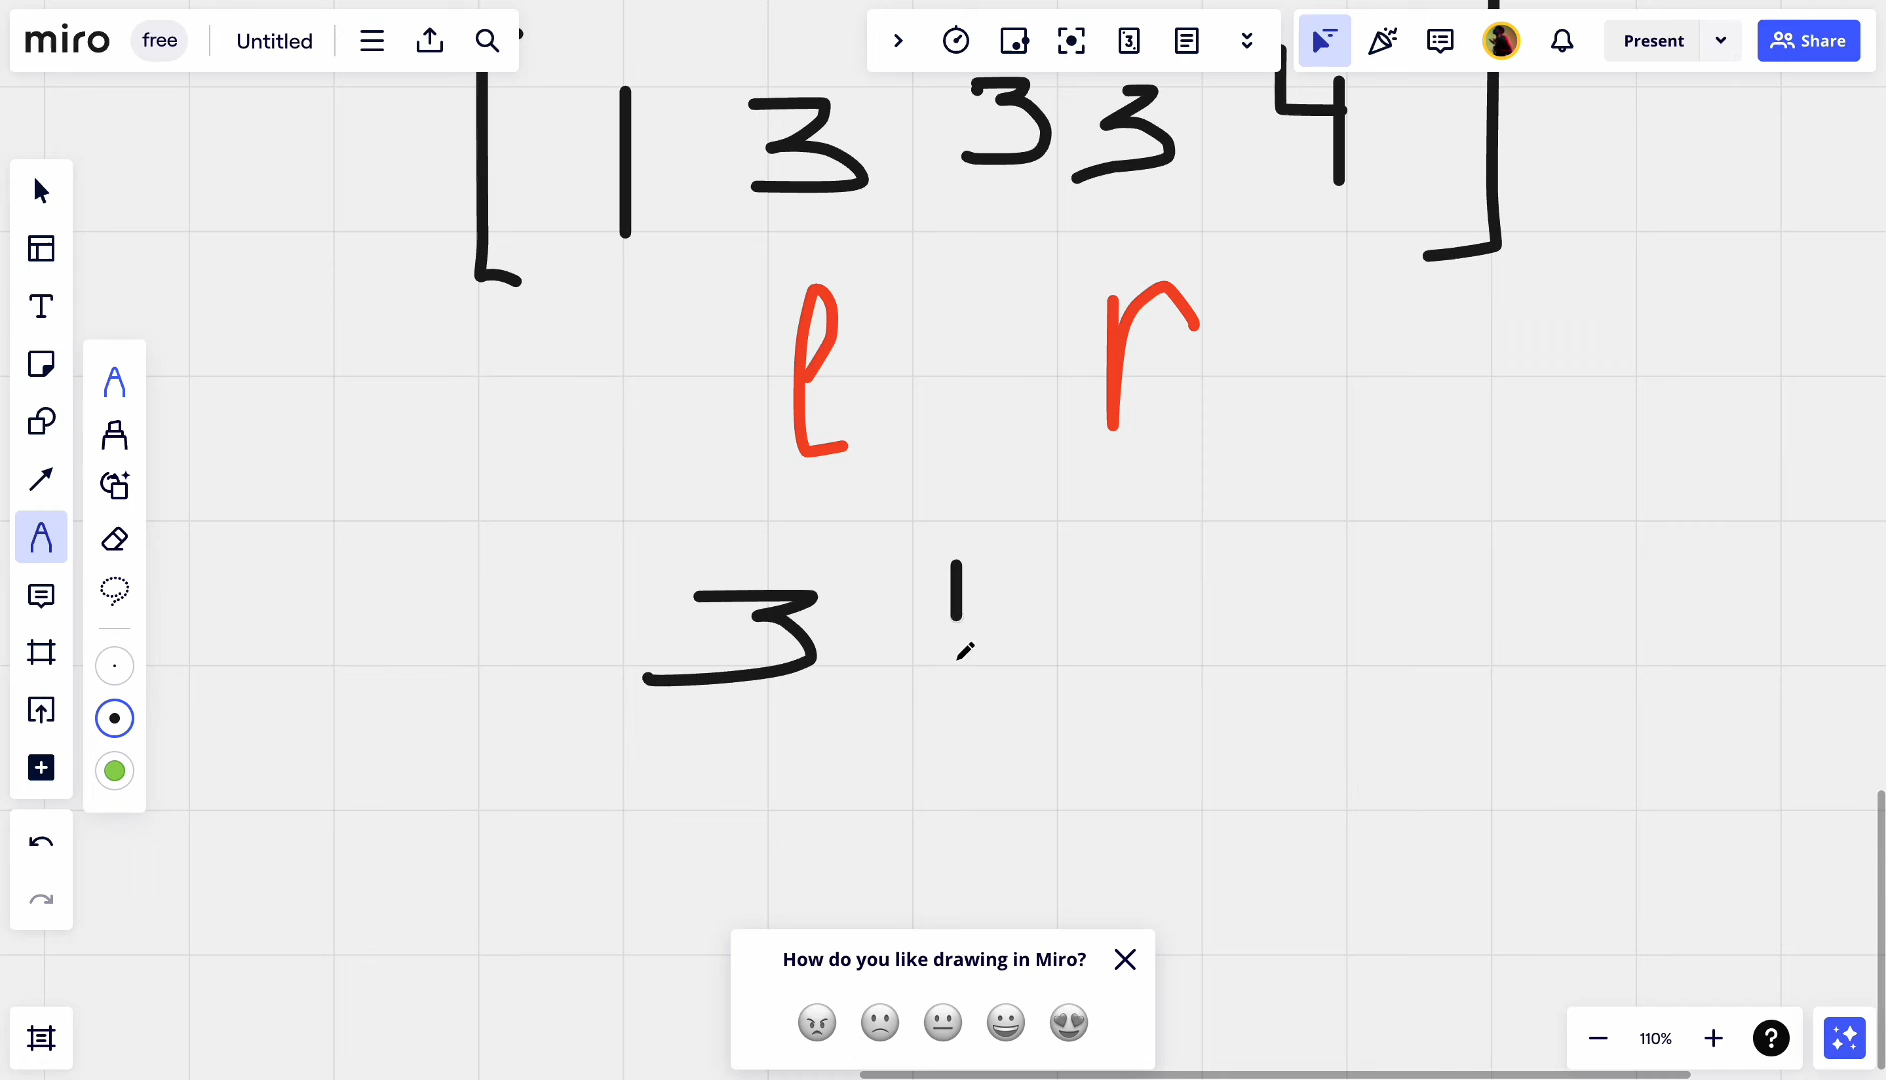 miro free Untitled Present Share
[ 1 3 3 3 4 ]
l r
3 !
How do you like drawing in Miro?
110%